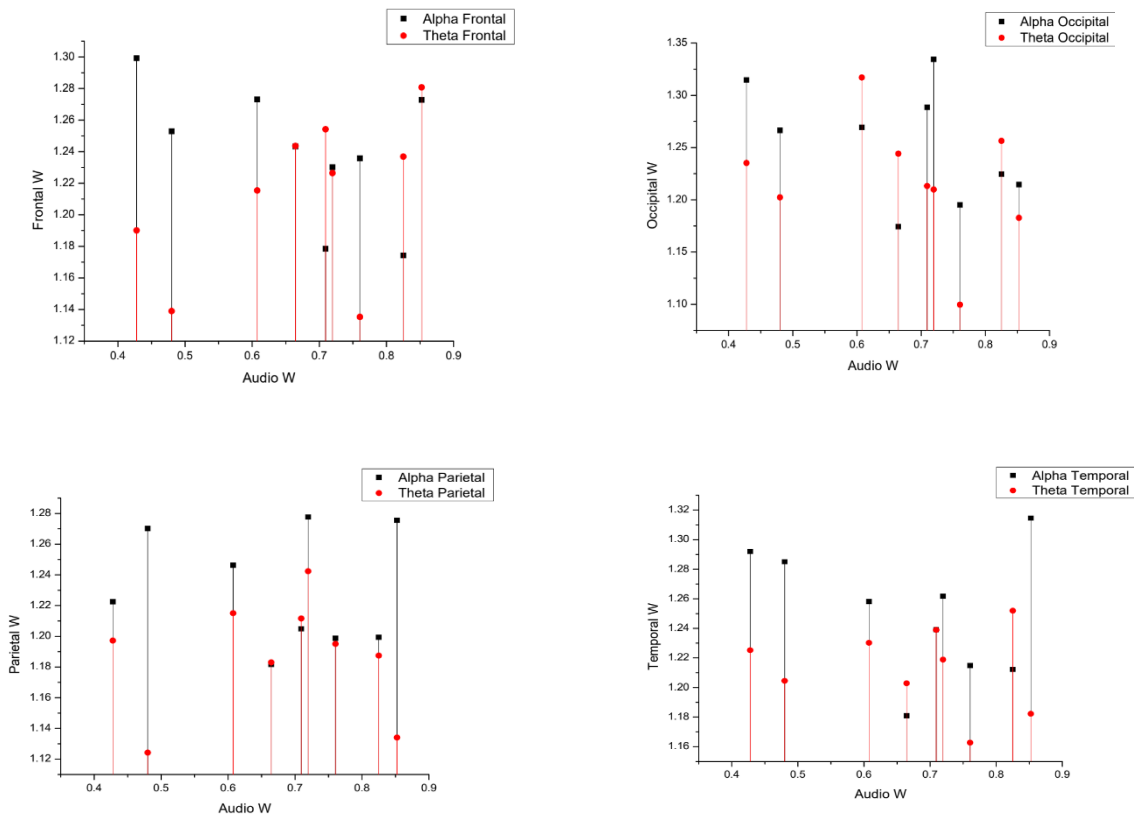 Alpha Frontal
Theta Frontal
1.30
1.28
1.26
1.24
1.22
1.20
1.18
1.16
1.14
1.12
Frontal W
0.4 0.5 0.6 0.7 0.8 0.9
Audio W
Alpha Occipital
Theta Occipital
1.35
1.30
1.25
1.20
1.15
1.10
Occipital W
0.4 0.5 0.6 0.7 0.8 0.9
Audio W
Alpha Parietal
Theta Parietal
1.28
1.26
1.24
1.22
1.20
1.18
1.16
1.14
1.12
Parietal W
0.4 0.5 0.6 0.7 0.8 0.9
Audio W
Alpha Temporal
Theta Temporal
1.32
1.30
1.28
1.26
1.24
1.22
1.20
1.18
1.16
Temporal W
0.4 0.5 0.6 0.7 0.8 0.9
Audio W